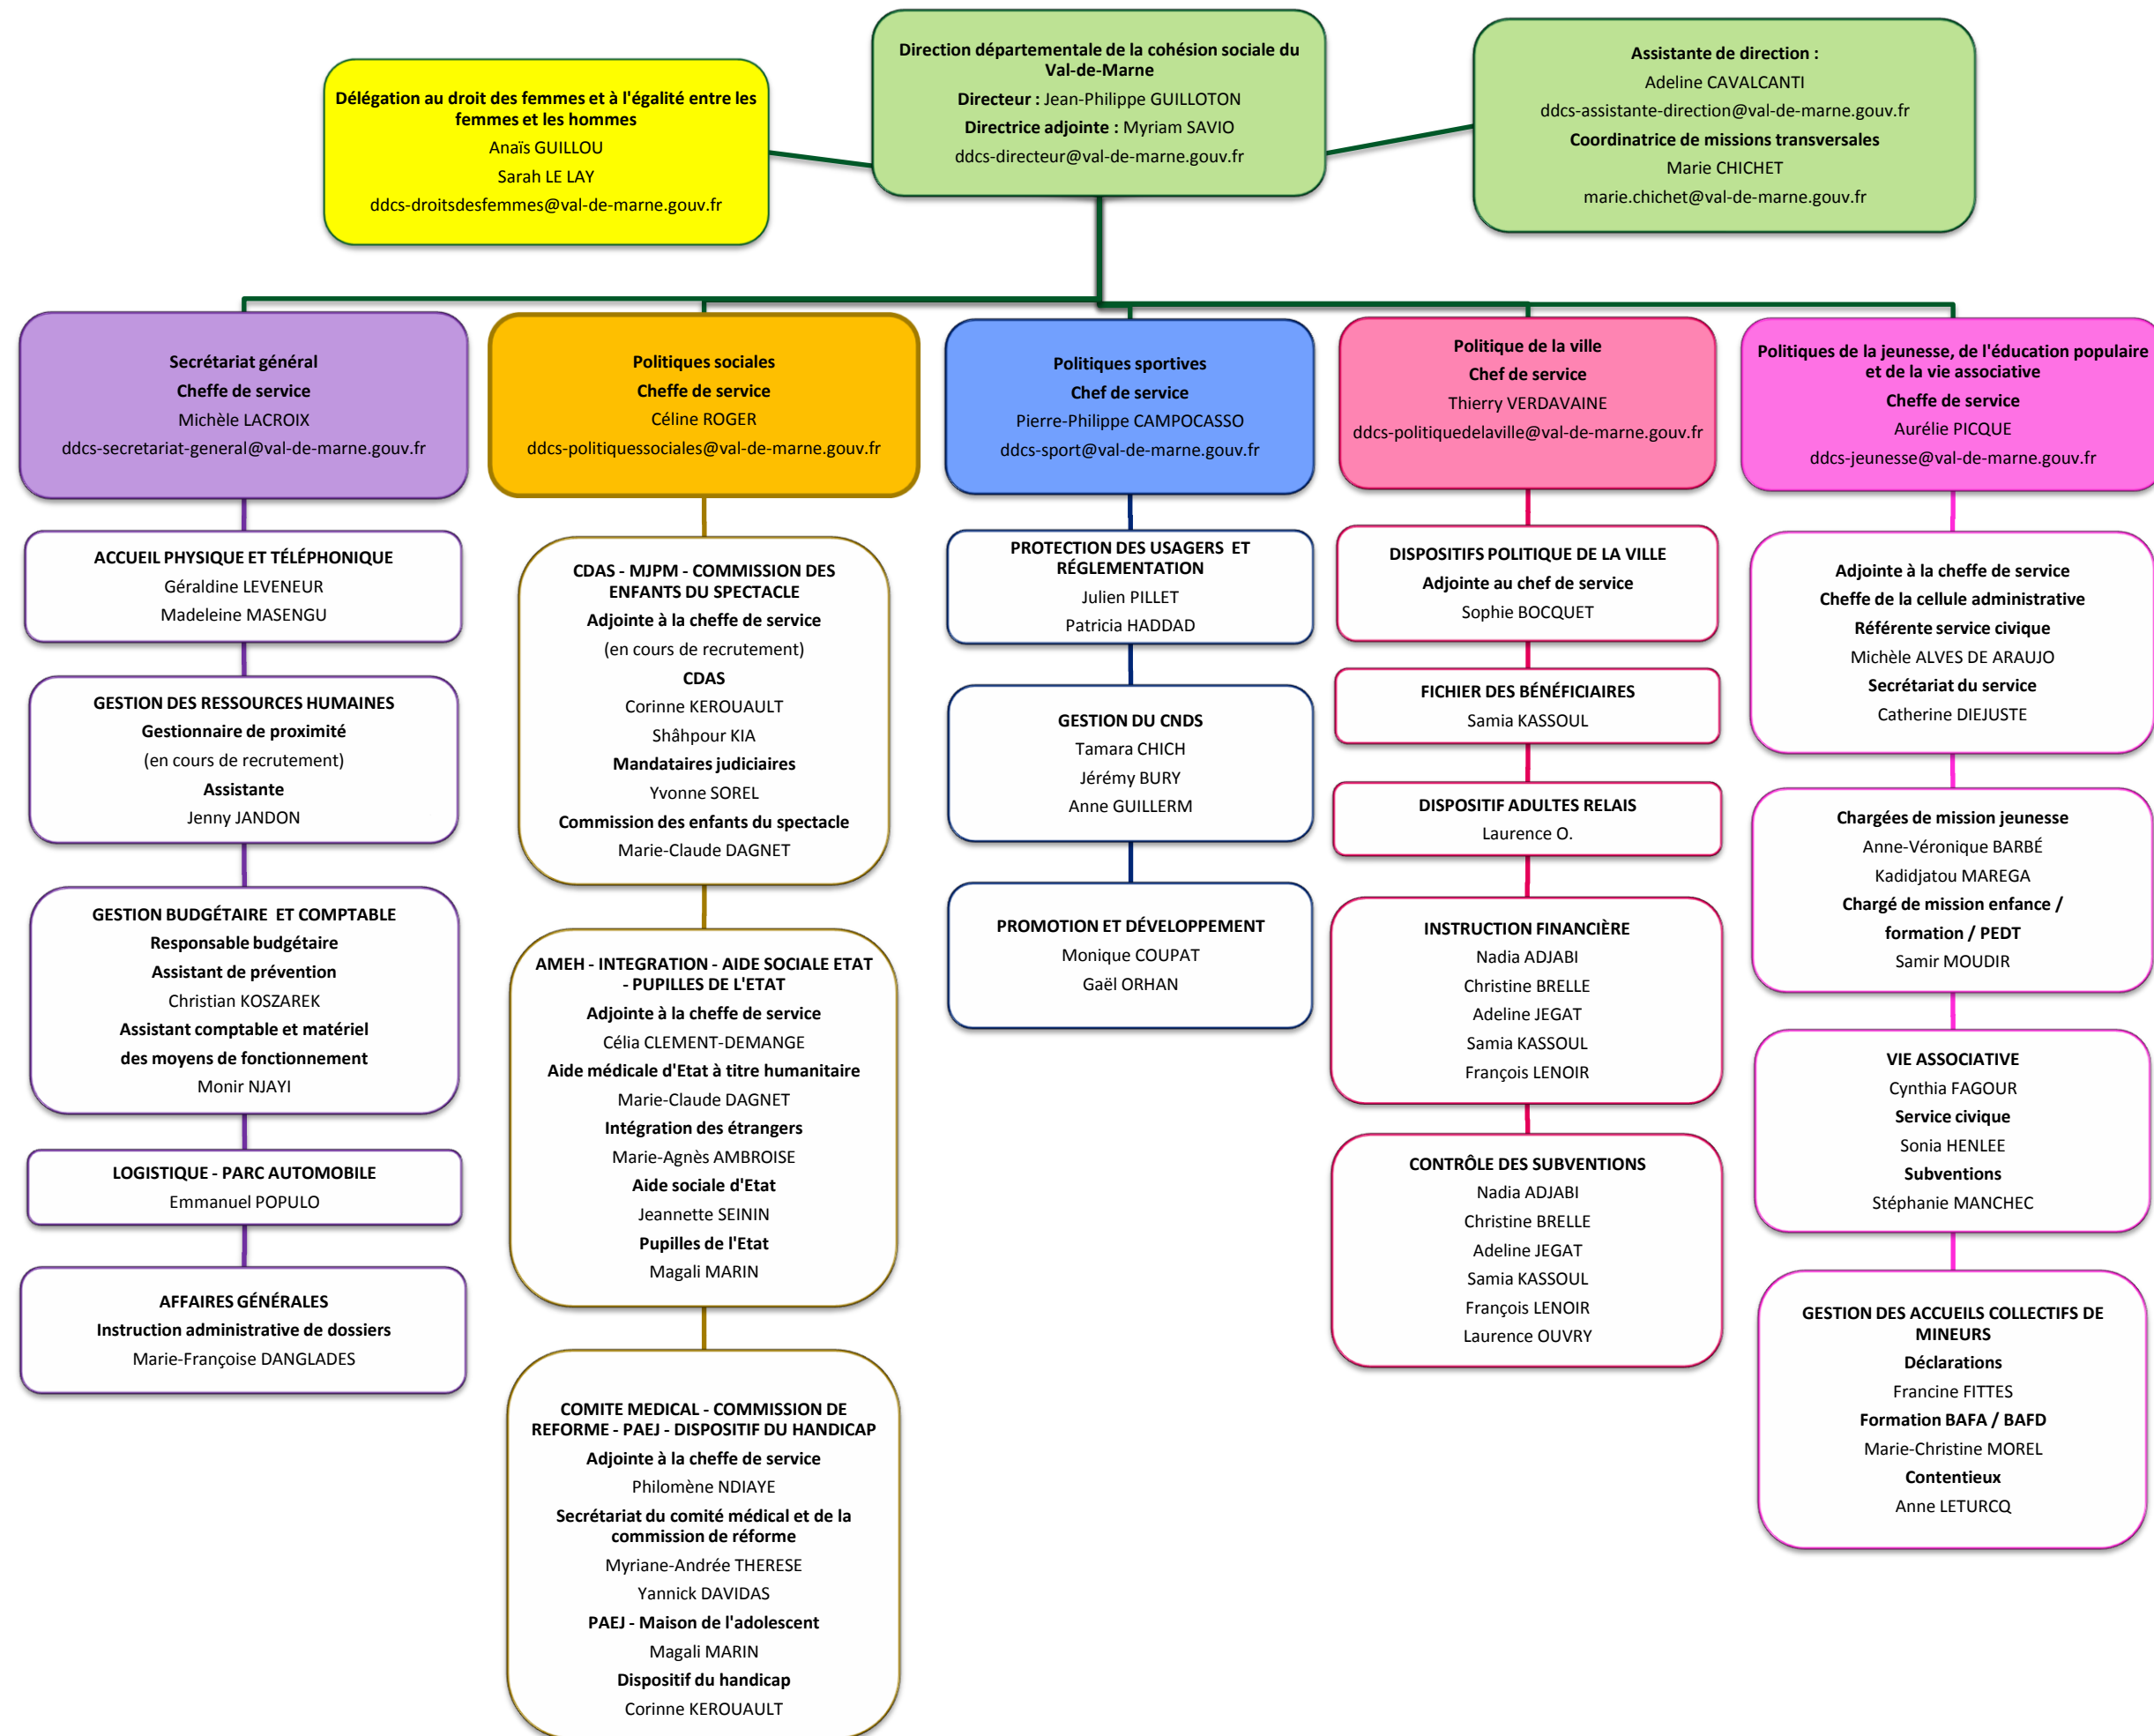 Délégation au droit des femmes et à l'égalité entre les
femmes et les hommes
Anaïs GUILLOU
Sarah LE LAY
ddcs-droitsdesfemmes@val-de-marne.gouv.fr
Direction départementale de la cohésion sociale du
Val-de-Marne
Directeur : Jean-Philippe GUILLOTON
Directrice adjointe : Myriam SAVIO
ddcs-directeur@val-de-marne.gouv.fr
Assistante de direction :
Adeline CAVALCANTI
ddcs-assistante-direction@val-de-marne.gouv.fr
Coordinatrice de missions transversales
Marie CHICHET
marie.chichet@val-de-marne.gouv.fr
Secrétariat général
Cheffe de service
Michèle LACROIX
ddcs-secretariat-general@val-de-marne.gouv.fr
ACCUEIL PHYSIQUE ET TÉLÉPHONIQUE
Géraldine LEVENEUR
Madeleine MASENGU
GESTION DES RESSOURCES HUMAINES
Gestionnaire de proximité
(en cours de recrutement)
Assistante
Jenny JANDON
GESTION BUDGÉTAIRE ET COMPTABLE
Responsable budgétaire
Assistant de prévention
Christian KOSZAREK
Assistant comptable et matériel
des moyens de fonctionnement
Monir NJAYI
LOGISTIQUE - PARC AUTOMOBILE
Emmanuel POPULO
AFFAIRES GÉNÉRALES
Instruction administrative de dossiers
Marie-Françoise DANGLADES
Politiques sociales
Cheffe de service
Céline ROGER
ddcs-politiquessociales@val-de-marne.gouv.fr
CDAS - MJPM - COMMISSION DES
ENFANTS DU SPECTACLE
Adjointe à la cheffe de service
(en cours de recrutement)
CDAS
Corinne KEROUAULT
Shâhpour KIA
Mandataires judiciaires
Yvonne SOREL
Commission des enfants du spectacle
Marie-Claude DAGNET
AMEH - INTEGRATION - AIDE SOCIALE ETAT
- PUPILLES DE L'ETAT
Adjointe à la cheffe de service
Célia CLEMENT-DEMANGE
Aide médicale d'Etat à titre humanitaire
Marie-Claude DAGNET
Intégration des étrangers
Marie-Agnès AMBROISE
Aide sociale d'Etat
Jeannette SEININ
Pupilles de l'Etat
Magali MARIN
COMITE MEDICAL - COMMISSION DE
REFORME - PAEJ - DISPOSITIF DU HANDICAP
Adjointe à la cheffe de service
Philomène NDIAYE
Secrétariat du comité médical et de la
commission de réforme
Myriane-Andrée THERESE
Yannick DAVIDAS
PAEJ - Maison de l'adolescent
Magali MARIN
Dispositif du handicap
Corinne KEROUAULT
Politiques sportives
Chef de service
Pierre-Philippe CAMPOCASSO
ddcs-sport@val-de-marne.gouv.fr
PROTECTION DES USAGERS ET
RÉGLEMENTATION
Julien PILLET
Patricia HADDAD
GESTION DU CNDS
Tamara CHICH
Jérémy BURY
Anne GUILLERM
PROMOTION ET DÉVELOPPEMENT
Monique COUPAT
Gaël ORHAN
Politique de la ville
Chef de service
Thierry VERDAVAINE
ddcs-politiquedelaville@val-de-marne.gouv.fr
DISPOSITIFS POLITIQUE DE LA VILLE
Adjointe au chef de service
Sophie BOCQUET
FICHIER DES BÉNÉFICIAIRES
Samia KASSOUL
DISPOSITIF ADULTES RELAIS
Laurence O.
INSTRUCTION FINANCIÈRE
Nadia ADJABI
Christine BRELLE
Adeline JEGAT
Samia KASSOUL
François LENOIR
CONTRÔLE DES SUBVENTIONS
Nadia ADJABI
Christine BRELLE
Adeline JEGAT
Samia KASSOUL
François LENOIR
Laurence OUVRY
Politiques de la jeunesse, de l'éducation populaire
et de la vie associative
Cheffe de service
Aurélie PICQUE
ddcs-jeunesse@val-de-marne.gouv.fr
Adjointe à la cheffe de service
Cheffe de la cellule administrative
Référente service civique
Michèle ALVES DE ARAUJO
Secrétariat du service
Catherine DIEJUSTE
Chargées de mission jeunesse
Anne-Véronique BARBÉ
Kadidjatou MAREGA
Chargé de mission enfance /
formation / PEDT
Samir MOUDIR
VIE ASSOCIATIVE
Cynthia FAGOUR
Service civique
Sonia HENLEE
Subventions
Stéphanie MANCHEC
GESTION DES ACCUEILS COLLECTIFS DE
MINEURS
Déclarations
Francine FITTES
Formation BAFA / BAFD
Marie-Christine MOREL
Contentieux
Anne LETURCQ